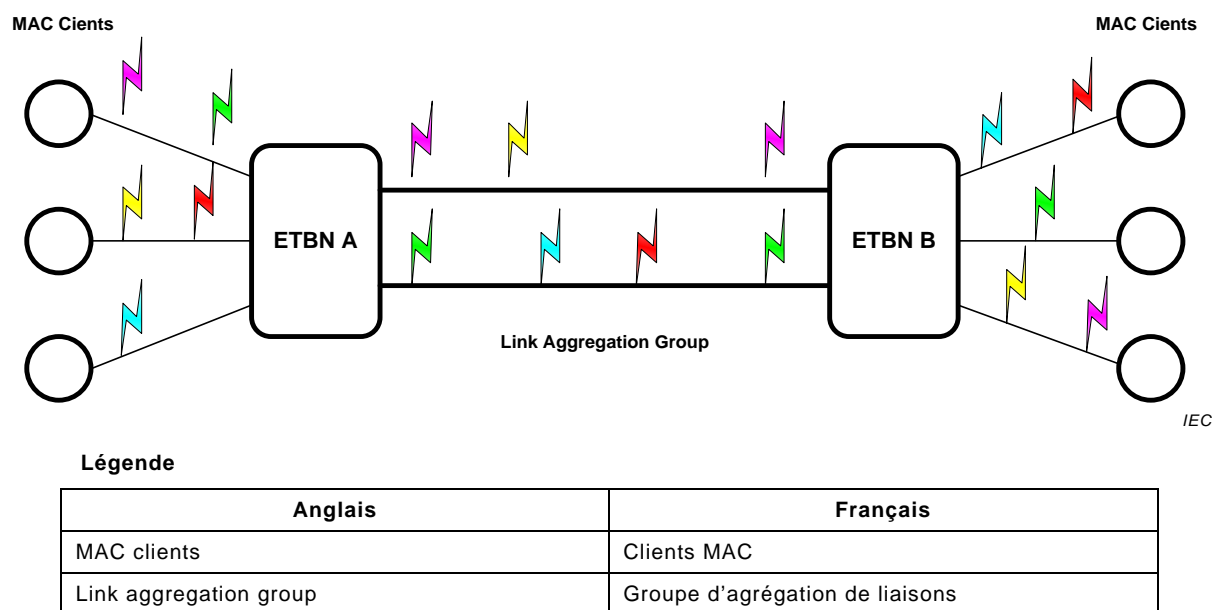 MAC Cients MAC Cients
ETBN A ETBN B
Link Aggregation Group
IEC
Légende
Anglais Français
MAC clients Clients MAC
Link aggregation group Groupe d'agrégation de liaisons